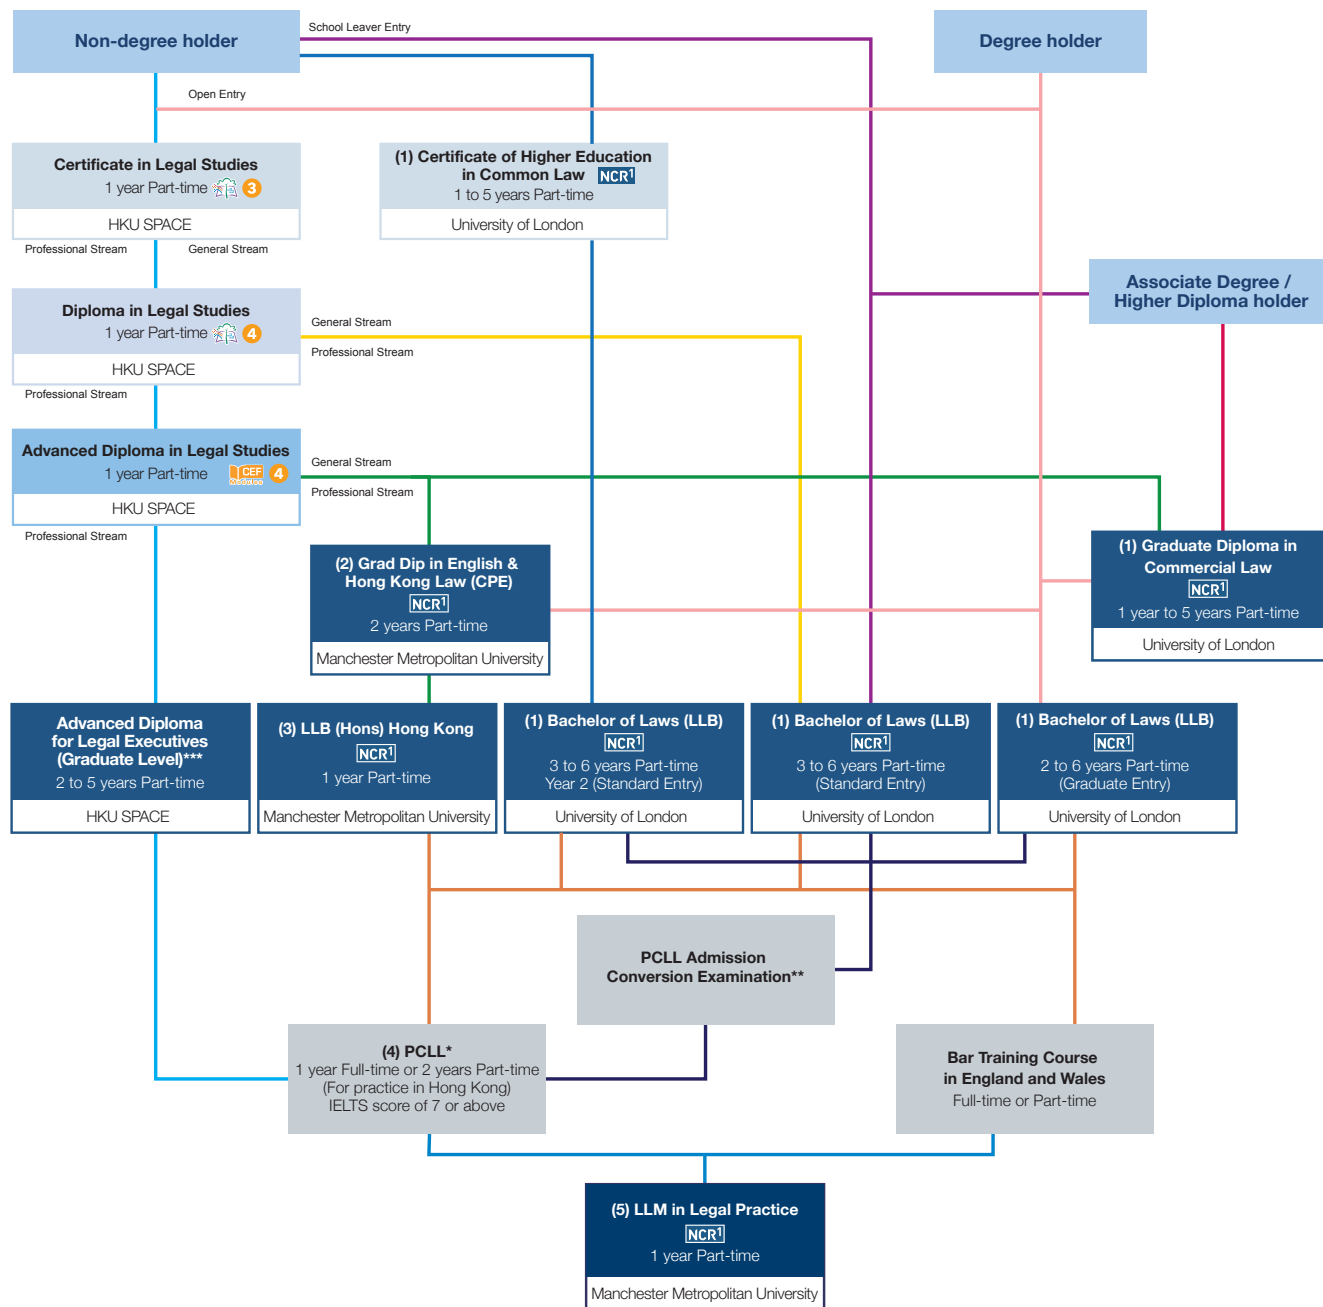 Non-degree holder
School Leaver Entry
Degree holder
Open Entry
Certificate in Legal Studies
1 year Part-time 3
HKU SPACE
(1) Certificate of Higher Education
in Common Law NCR1
1 to 5 years Part-time
University of London
Professional Stream
General Stream
Associate Degree /
Higher Diploma holder
Diploma in Legal Studies
1 year Part-time 4
HKU SPACE
General Stream
Professional Stream
Professional Stream
Advanced Diploma in Legal Studies
1 year Part-time CEF 4
HKU SPACE
General Stream
Professional Stream
Professional Stream
(2) Grad Dip in English &
Hong Kong Law (CPE)
NCR1
2 years Part-time
Manchester Metropolitan University
(1) Graduate Diploma in
Commercial Law
NCR1
1 year to 5 years Part-time
University of London
Advanced Diploma
for Legal Executives
(Graduate Level)***
2 to 5 years Part-time
HKU SPACE
(3) LLB (Hons) Hong Kong
NCR1
1 year Part-time
Manchester Metropolitan University
(1) Bachelor of Laws (LLB)
NCR1
3 to 6 years Part-time
Year 2 (Standard Entry)
University of London
(1) Bachelor of Laws (LLB)
NCR1
3 to 6 years Part-time
(Standard Entry)
University of London
(1) Bachelor of Laws (LLB)
NCR1
2 to 6 years Part-time
(Graduate Entry)
University of London
PCLL Admission
Conversion Examination**
(4) PCLL*
1 year Full-time or 2 years Part-time
(For practice in Hong Kong)
IELTS score of 7 or above
Bar Training Course
in England and Wales
Full-time or Part-time
(5) LLM in Legal Practice
NCR1
1 year Part-time
Manchester Metropolitan University